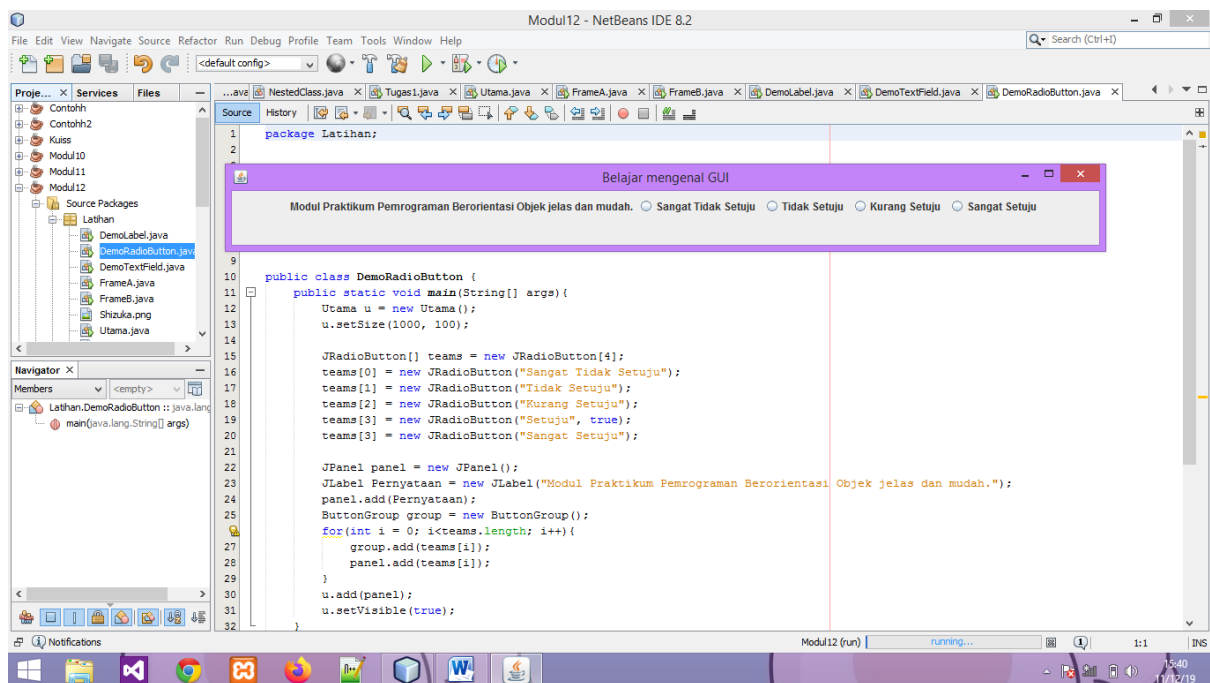 Modul12 - NetBeans IDE 8.2
File Edit View Navigate Source Refactor Run Debug Profile Team Tools Window Help
Search (Ctrl+I)
<default config>
Proje... Services Files
...ava NestedClass.java Tugas1.java Utama.java FrameA.java FrameB.java DemoLabel.java DemoTextField.java DemoRadioButton.java
Contohh
Contohh2
Kuiss
Modul10
Modul11
Modul12
Source Packages
Latihan
DemoLabel.java
DemoRadioButton.java
DemoTextField.java
FrameA.java
FrameB.java
Shizuka.png
Utama.java
Navigator
Members <empty>
Latihan.DemoRadioButton :: java.lang
main(java.lang.String[] args)
Source History
1 package Latihan;
2
Belajar mengenal GUI
Modul Praktikum Pemrograman Berorientasi Objek jelas dan mudah. Sangat Tidak Setuju Tidak Setuju Kurang Setuju Sangat Setuju
9
10 public class DemoRadioButton {
11 public static void main(String[] args){
12 Utama u = new Utama();
13 u.setSize(1000, 100);
14
15 JRadioButton[] teams = new JRadioButton[4];
16 teams[0] = new JRadioButton("Sangat Tidak Setuju");
17 teams[1] = new JRadioButton("Tidak Setuju");
18 teams[2] = new JRadioButton("Kurang Setuju");
19 teams[3] = new JRadioButton("Setuju", true);
20 teams[3] = new JRadioButton("Sangat Setuju");
21
22 JPanel panel = new JPanel();
23 JLabel Pernyataan = new JLabel("Modul Praktikum Pemrograman Berorientasi Objek jelas dan mudah.");
24 panel.add(Pernyataan);
25 ButtonGroup group = new ButtonGroup();
for(int i = 0; i<teams.length; i++){
27 group.add(teams[i]);
28 panel.add(teams[i]);
29 }
30 u.add(panel);
31 u.setVisible(true);
32 }
Notifications
Modul12 (run) running... 1 1:1 INS
15:40
11/12/19